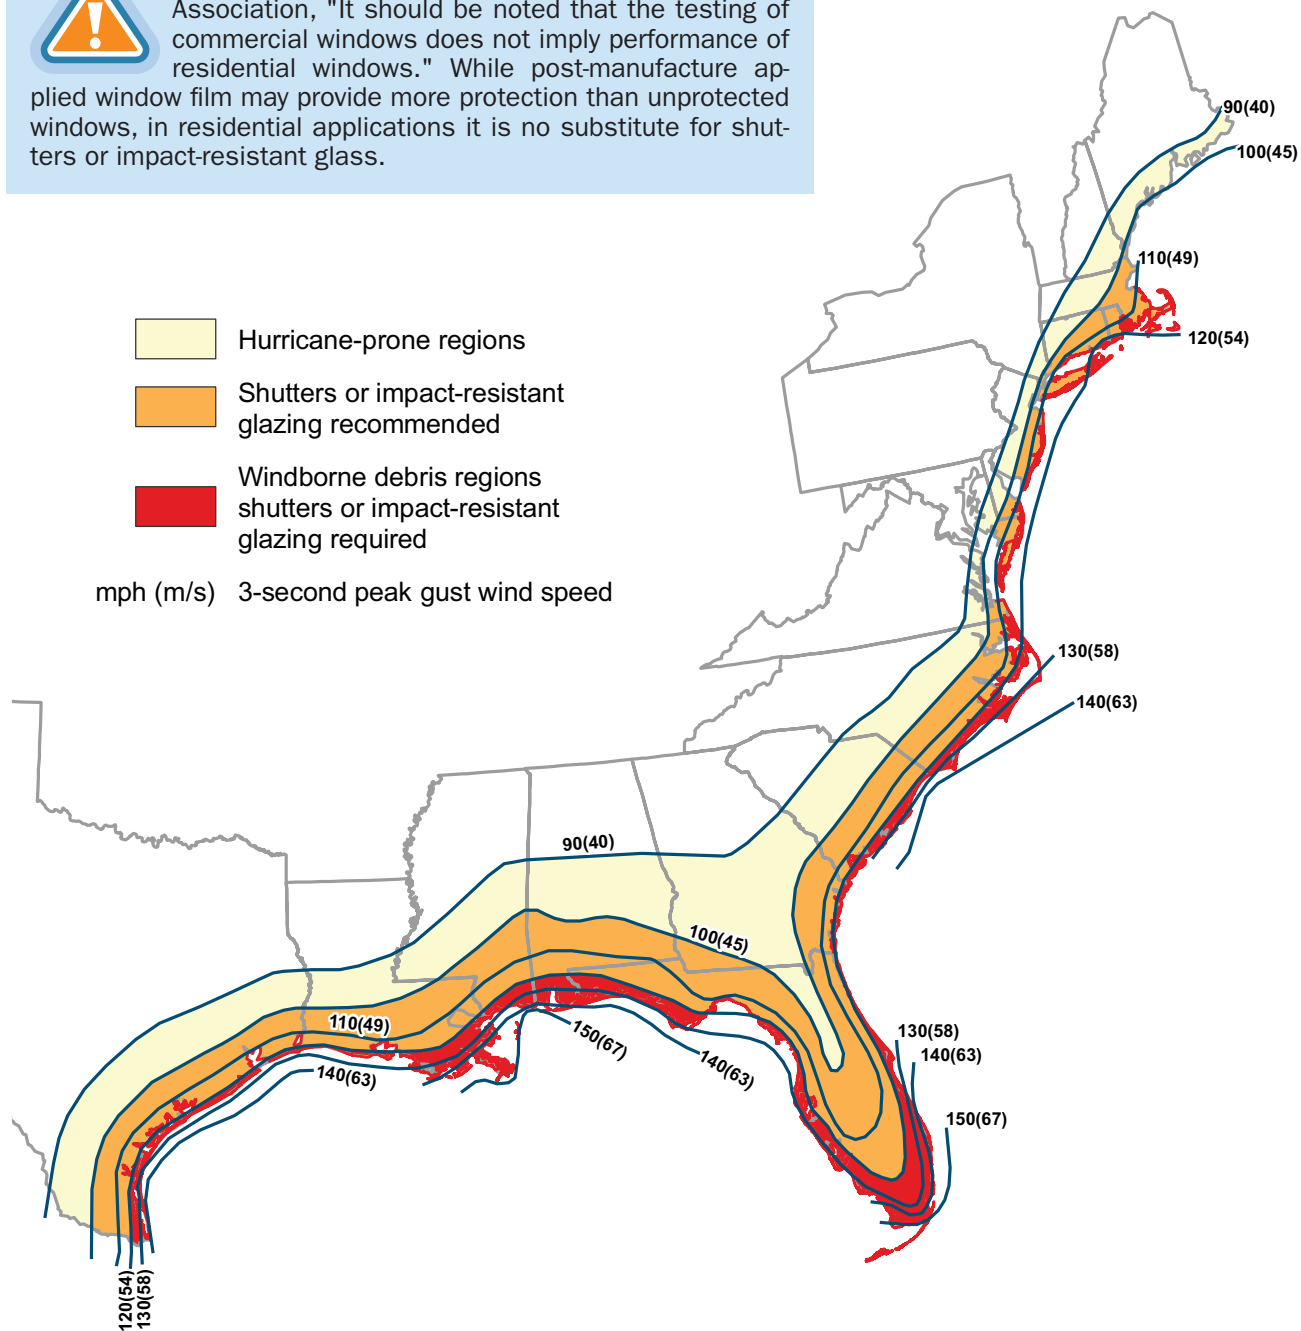 Association, "It should be noted that the testing of
commercial windows does not imply performance of
residential windows." While post-manufacture ap-
plied window film may provide more protection than unprotected
windows, in residential applications it is no substitute for shut-
ters or impact-resistant glass.
90(40)
100(45)
110(49)
120(54)
Hurricane-prone regions
Shutters or impact-resistant
glazing recommended
Windborne debris regions
shutters or impact-resistant
glazing required
mph (m/s) 3-second peak gust wind speed
130(58)
140(63)
90(40)
100(45)
110(49)
150(67)
130(58)
140(63)
140(63)
140(63)
150(67)
120(54)
130(58)